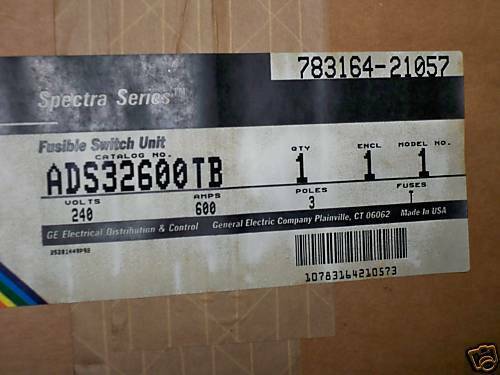 783164-21057
Spectra Series™
Fusible Switch Unit
CATALOG NO. QTY ENCL MODEL NO.
ADS32600TB 1 1 1
VOLTS AMPS POLES FUSES
240 600 3 T
GE Electrical Distribution & Control General Electric Company Plainville, CT 06062 Made In USA
10783164210573